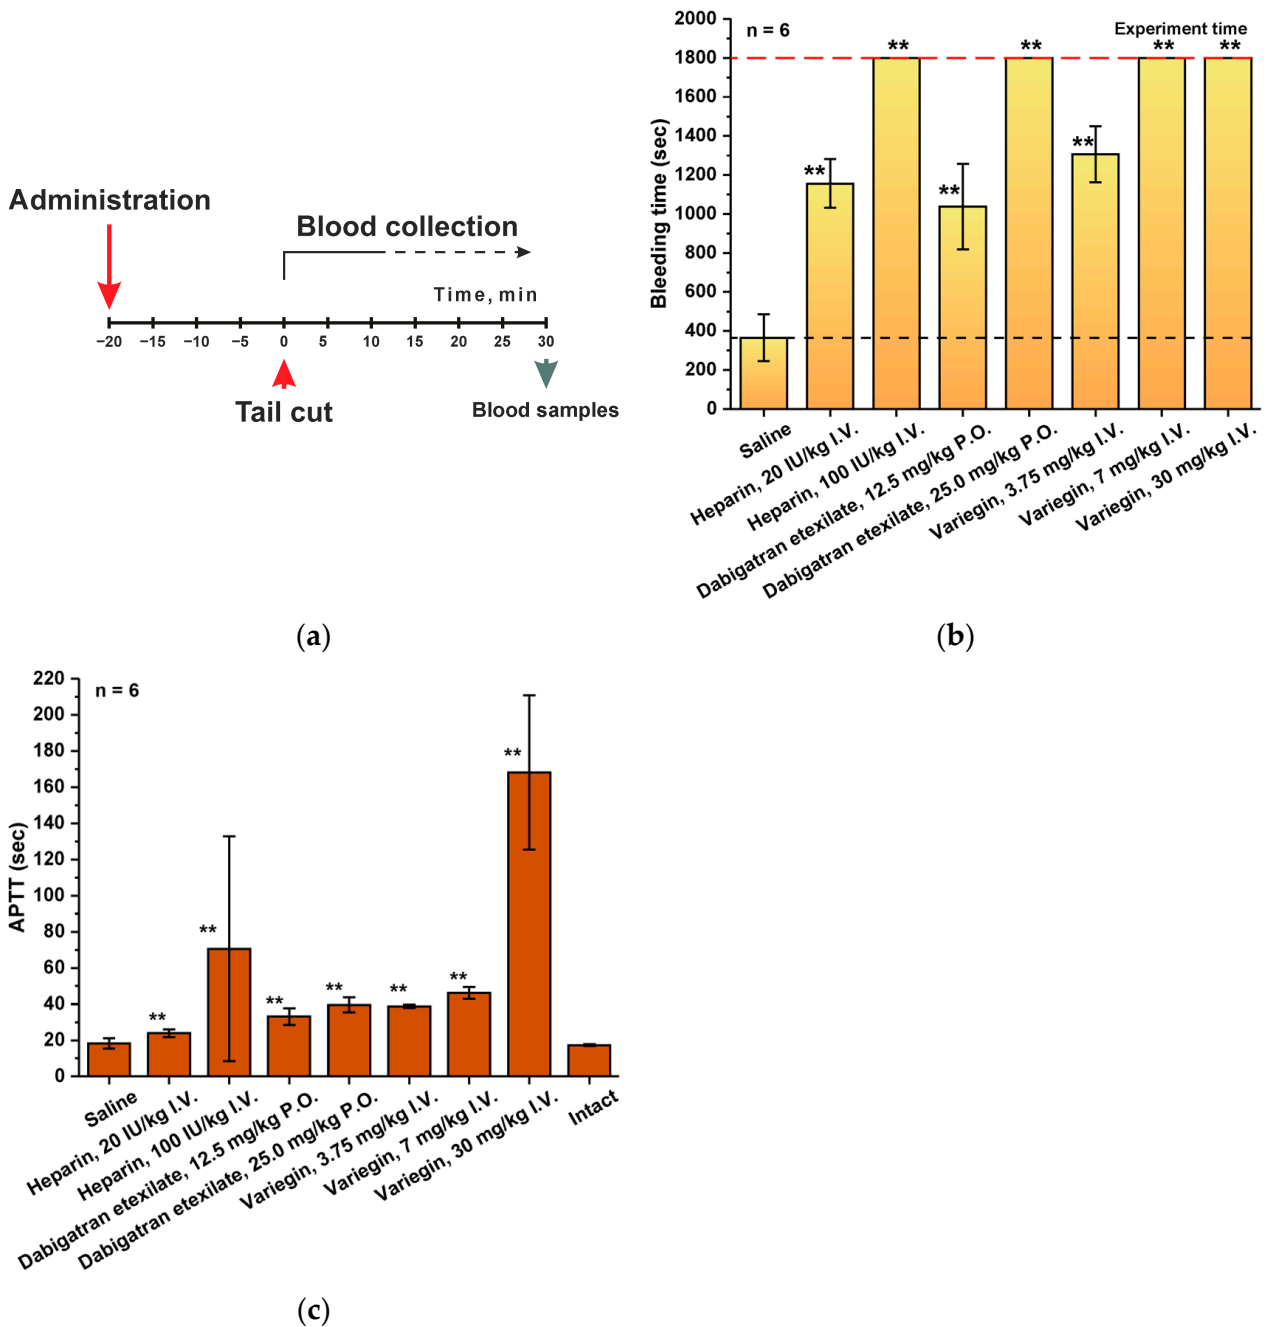 Administration
Blood collection
Time, min
−20 −15 −10 −5 0 5 10 15 20 25 30
Tail cut
Blood samples
(a)
n = 6
Experiment time
** ** ** **
** ** **
Bleeding time (sec)
2000
1800
1600
1400
1200
1000
800
600
400
200
0
Saline
Heparin, 20 IU/kg I.V.
Heparin, 100 IU/kg I.V.
Dabigatran etexilate, 12.5 mg/kg P.O.
Dabigatran etexilate, 25.0 mg/kg P.O.
Variegin, 3.75 mg/kg I.V.
Variegin, 7 mg/kg I.V.
Variegin, 30 mg/kg I.V.
(b)
n = 6
APTT (sec)
220
200
180
160
140
120
100
80
60
40
20
0
** ** ** ** ** ** **
Saline
Heparin, 20 IU/kg I.V.
Heparin, 100 IU/kg I.V.
Dabigatran etexilate, 12.5 mg/kg P.O.
Dabigatran etexilate, 25.0 mg/kg P.O.
Variegin, 3.75 mg/kg I.V.
Variegin, 7 mg/kg I.V.
Variegin, 30 mg/kg I.V.
Intact
(c)